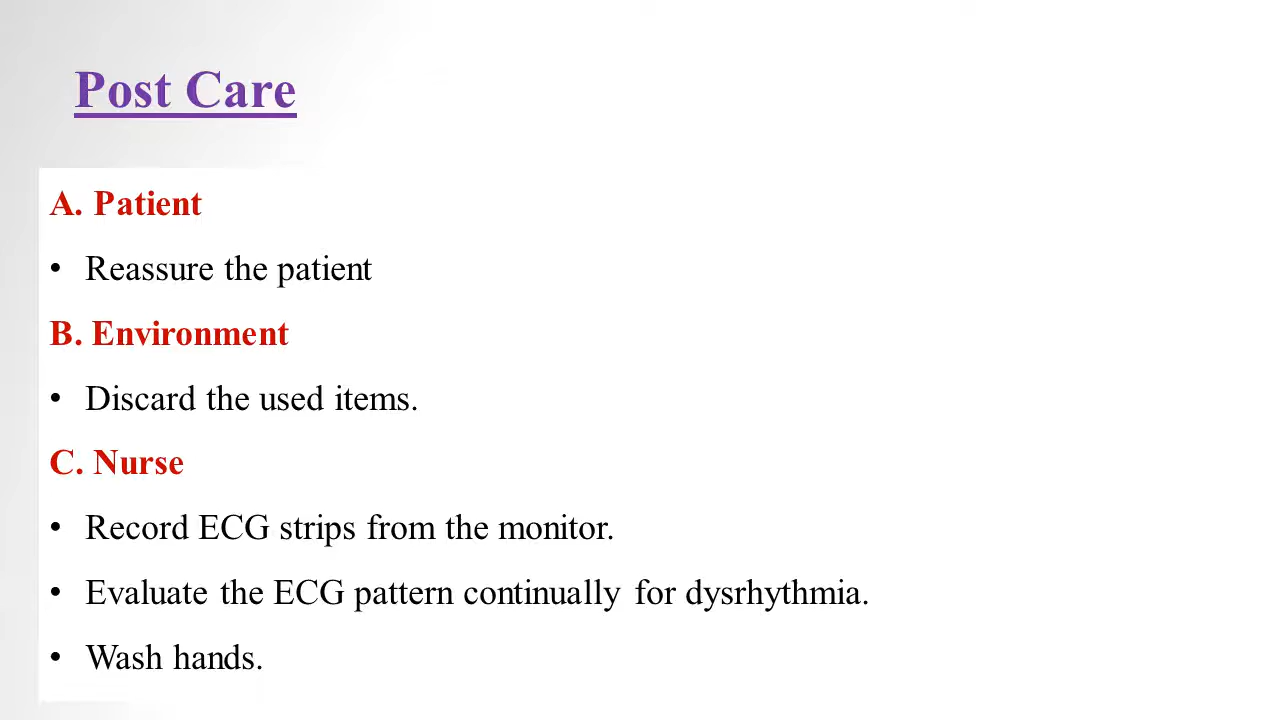 Post Care
A. Patient
• Reassure the patient
B. Environment
• Discard the used items.
C. Nurse
• Record ECG strips from the monitor.
• Evaluate the ECG pattern continually for dysrhythmia.
• Wash hands.